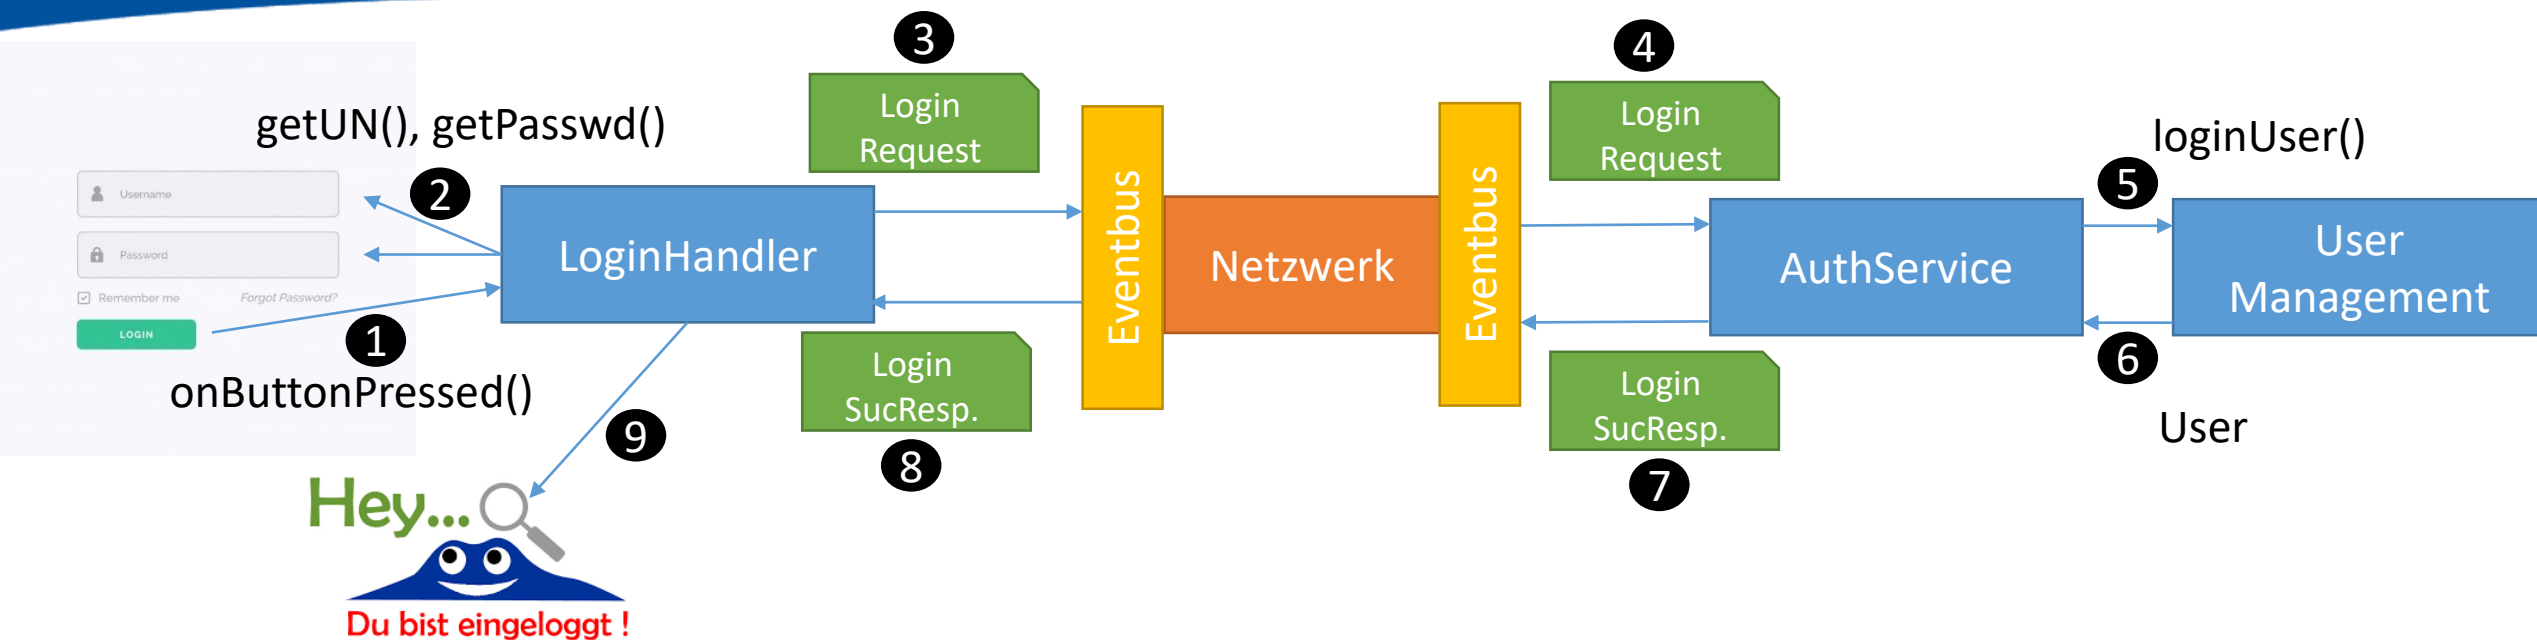 3
4
Login
Request
Login
Request
getUN(), getPasswd()
loginUser()
2
5
Username
Password
Remember me
Forgot Password?
LOGIN
1
onButtonPressed()
LoginHandler
Eventbus
Netzwerk
Eventbus
AuthService
User
Management
Login
SucResp.
8
Login
SucResp.
7
6
User
9
Hey...
Du bist eingeloggt !